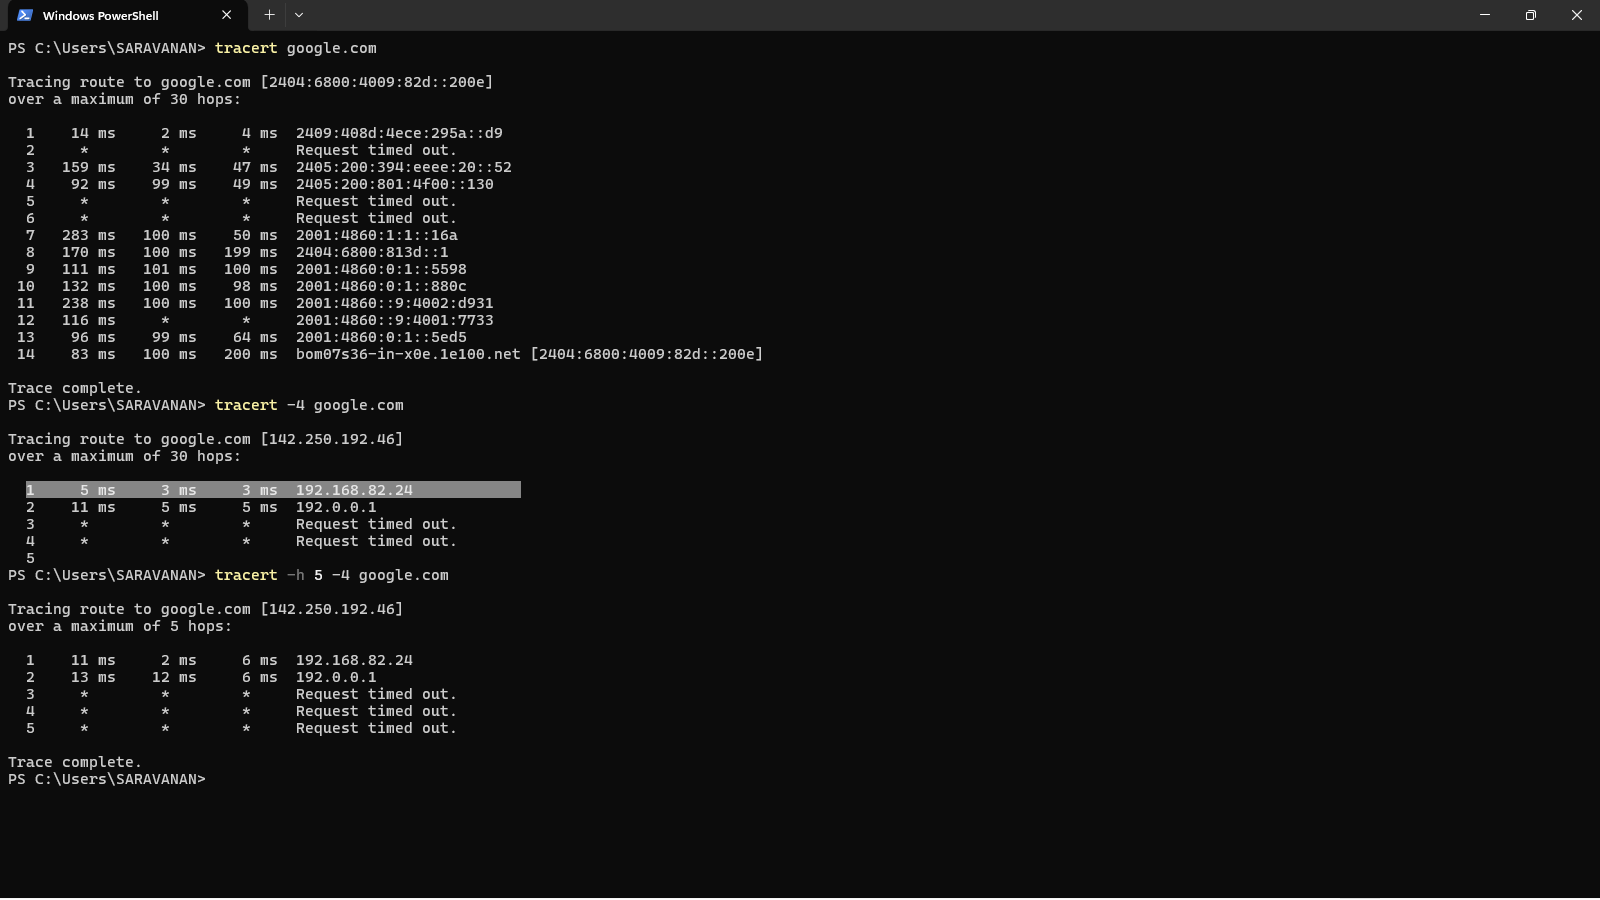 Windows PowerShell
PS C:\Users\SARAVANAN> tracert google.com
Tracing route to google.com [2404:6800:4009:82d::200e]
over a maximum of 30 hops:
1 14 ms 2 ms 4 ms 2409:408d:4ece:295a::d9
2 * * * Request timed out.
3 159 ms 34 ms 47 ms 2405:200:394:eeee:20::52
4 92 ms 99 ms 49 ms 2405:200:801:4f00::130
5 * * * Request timed out.
6 * * * Request timed out.
7 283 ms 100 ms 50 ms 2001:4860:1:1::16a
8 170 ms 100 ms 199 ms 2404:6800:813d::1
9 111 ms 101 ms 100 ms 2001:4860:0:1::5598
10 132 ms 100 ms 98 ms 2001:4860:0:1::880c
11 238 ms 100 ms 100 ms 2001:4860::9:4002:d931
12 116 ms * * 2001:4860::9:4001:7733
13 96 ms 99 ms 64 ms 2001:4860:0:1::5ed5
14 83 ms 100 ms 200 ms bom07s36-in-x0e.1e100.net [2404:6800:4009:82d::200e]
Trace complete.
PS C:\Users\SARAVANAN> tracert -4 google.com
Tracing route to google.com [142.250.192.46]
over a maximum of 30 hops:
1 5 ms 3 ms 3 ms 192.168.82.24
2 11 ms 5 ms 5 ms 192.0.0.1
3 * * * Request timed out.
4 * * * Request timed out.
5
PS C:\Users\SARAVANAN> tracert -h 5 -4 google.com
Tracing route to google.com [142.250.192.46]
over a maximum of 5 hops:
1 11 ms 2 ms 6 ms 192.168.82.24
2 13 ms 12 ms 6 ms 192.0.0.1
3 * * * Request timed out.
4 * * * Request timed out.
5 * * * Request timed out.
Trace complete.
PS C:\Users\SARAVANAN>